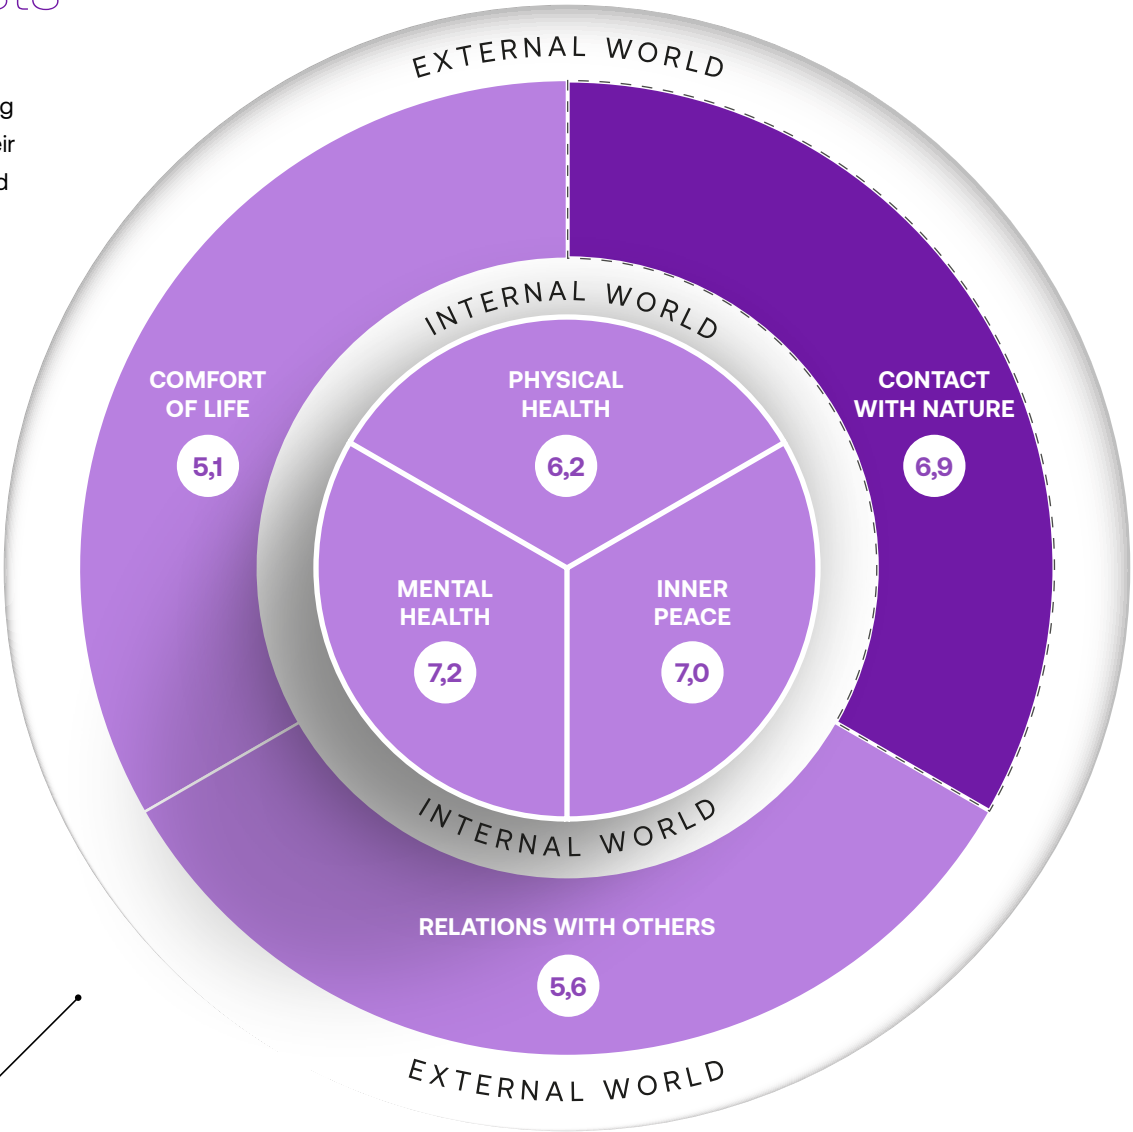 g
eir
d
EXTERNAL WORLD
INTERNAL WORLD
COMFORT
OF LIFE
5,1
PHYSICAL
HEALTH
6,2
CONTACT
WITH NATURE
6,9
MENTAL
HEALTH
7,2
INNER
PEACE
7,0
INTERNAL WORLD
RELATIONS WITH OTHERS
5,6
EXTERNAL WORLD